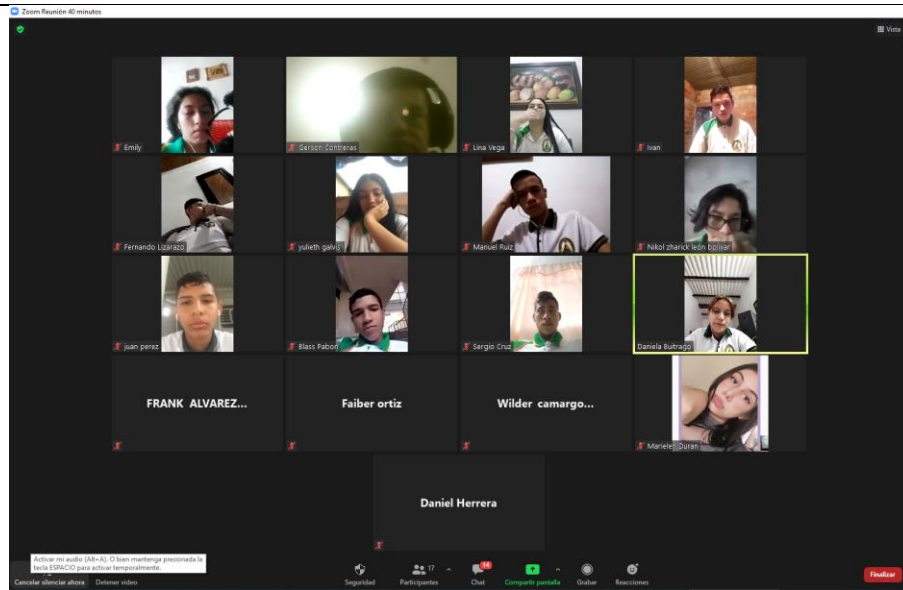 Zoom Reunión 40 minutos
Vista
Emily
Gerson Contreras
Lina Vega
Ivan
Fernando Lizarazo
yulieth galvis
Manuel Ruiz
Nikol zharick león bolivar
juan perez
Blass Pabon
Sergio Cruz
Daniela Buitrago
FRANK ALVAREZ...
Faiber ortiz
Wilder camargo...
Marielen Duran
Daniel Herrera
Activar mi audio (Alt+A). O bien mantenga presionada la
tecla ESPACIO para activar temporalmente.
Cancelar silenciar ahora
Detener video
Seguridad
17
Participantes
14
Chat
Compartir pantalla
Grabar
Reacciones
Finalizar